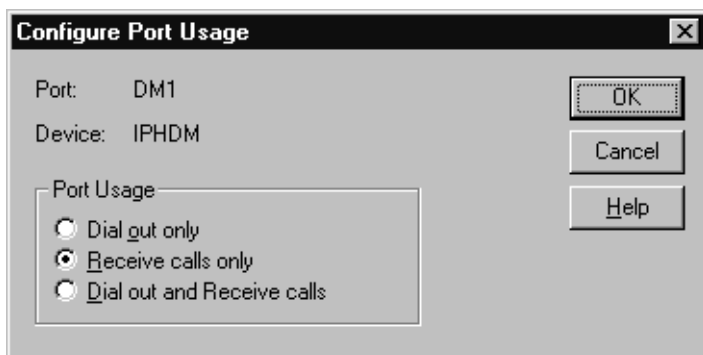 Configure Port Usage
Port: DM1
Device: IPHDM
OK
Cancel
Help
Port Usage
Dial out only
Receive calls only
Dial out and Receive calls